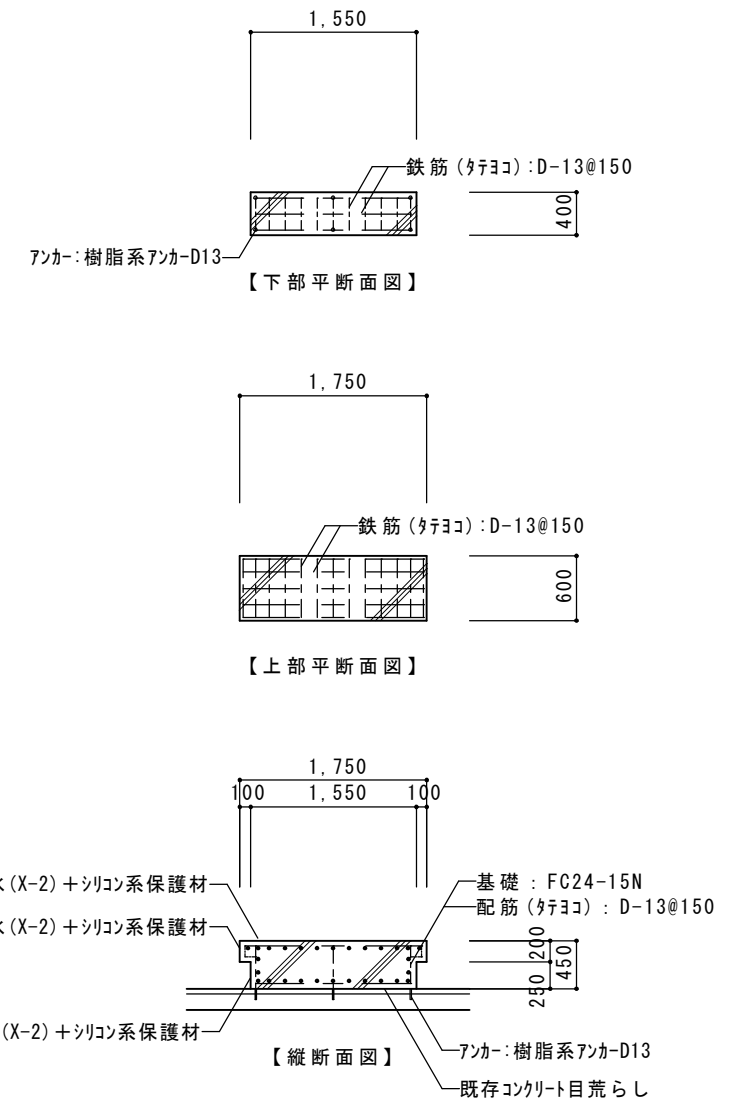 1,550
鉄筋(ﾀﾃﾖｺ):D-13@150
400
ｱﾝｶｰ:樹脂系ｱﾝｶｰD13
【下部平断面図】
1,750
鉄筋(ﾀﾃﾖｺ):D-13@150
600
【上部平断面図】
1,750
100 1,550 100
(X-2)＋ｼﾘｺﾝ系保護材
基礎 : FC24-15N
配筋(ﾀﾃﾖｺ) : D-13@150
(X-2)＋ｼﾘｺﾝ系保護材
200
450
250
(X-2)＋ｼﾘｺﾝ系保護材
ｱﾝｶｰ:樹脂系ｱﾝｶｰD13
【縦断面図】
既存ｺﾝｸﾘｰﾄ目荒らし